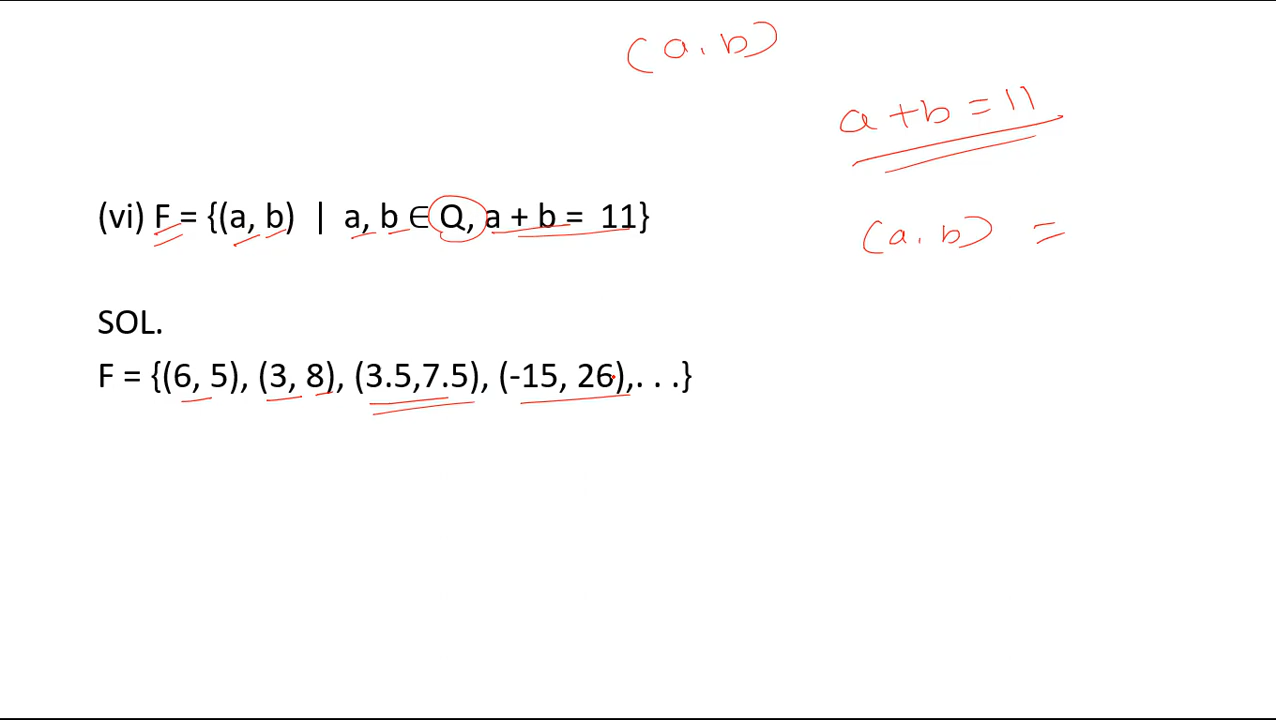 (a, b)
a + b = 11
(vi) F = {(a, b) | a, b ∈ Q, a + b = 11}
(a, b) =
SOL.
F = {(6, 5), (3, 8), (3.5,7.5), (-15, 26),. . .}